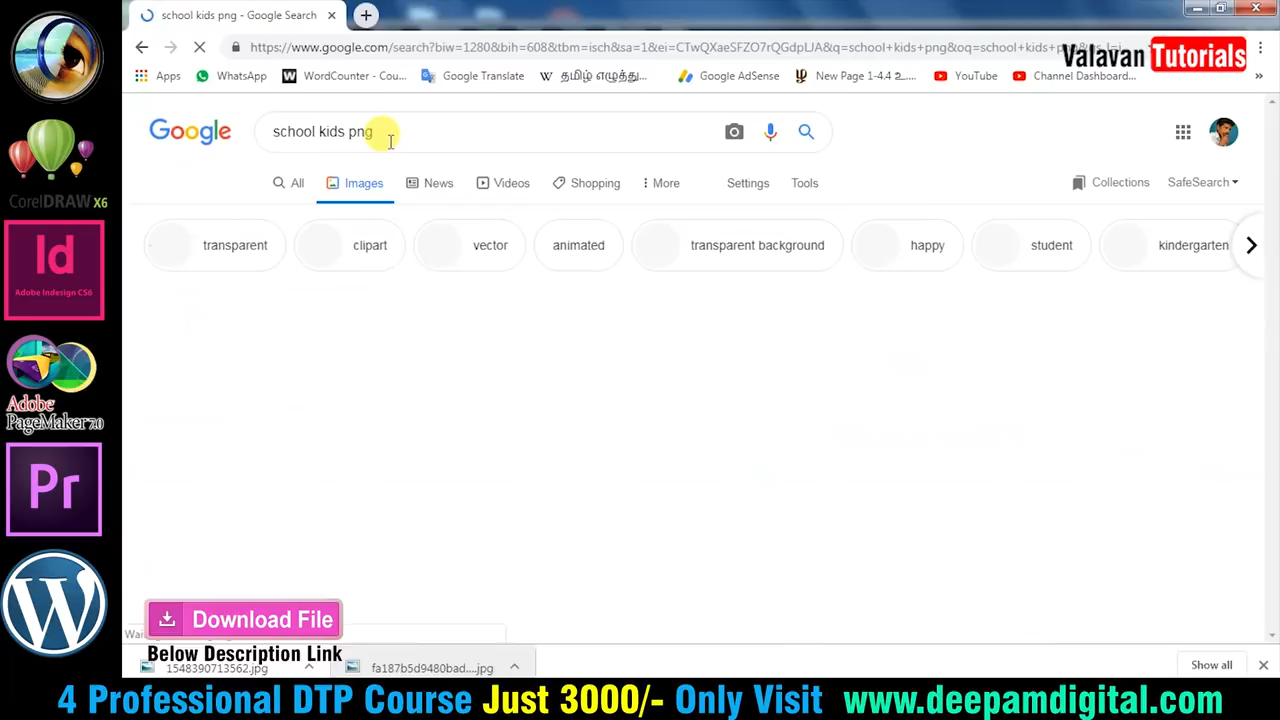 school kids png - Google Search
https://www.google.com/search?biw=1280&bih=608&tbm=isch&sa=1&ei=CTwQXaeSFZO7rQGdpLJA&q=school+kids+png&oq=school+kids+
Valavan Tutorials
Apps WhatsApp WordCounter - Cou... Google Translate தமிழ் எழுத்து... Google AdSense New Page 1-4.4 உ.... YouTube Channel Dashboard...
Google school kids png
All Images News Videos Shopping More Settings Tools Collections SafeSearch
transparent clipart vector animated transparent background happy student kindergarten
CorelDRAW X6
Id
Adobe Indesign CS6
Adobe
PageMaker 7.0
Pr
W
Download File
Below Description Link
1548390713562.jpg fa187b5d9480bad....jpg Show all
4 Professional DTP Course Just 3000/- Only Visit www.deepamdigital.com